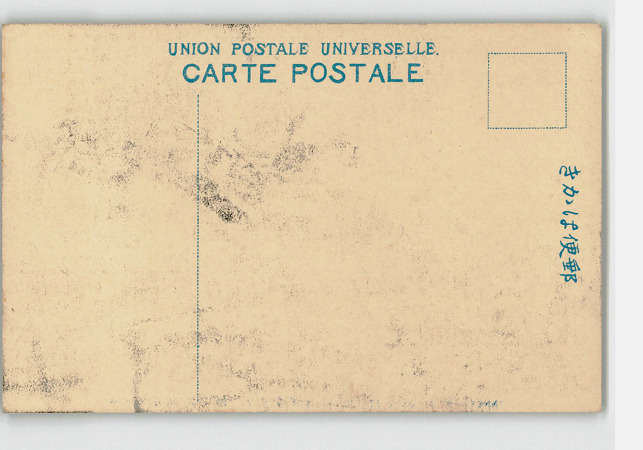 UNION POSTALE UNIVERSELLE.
CARTE POSTALE
きかは便郵